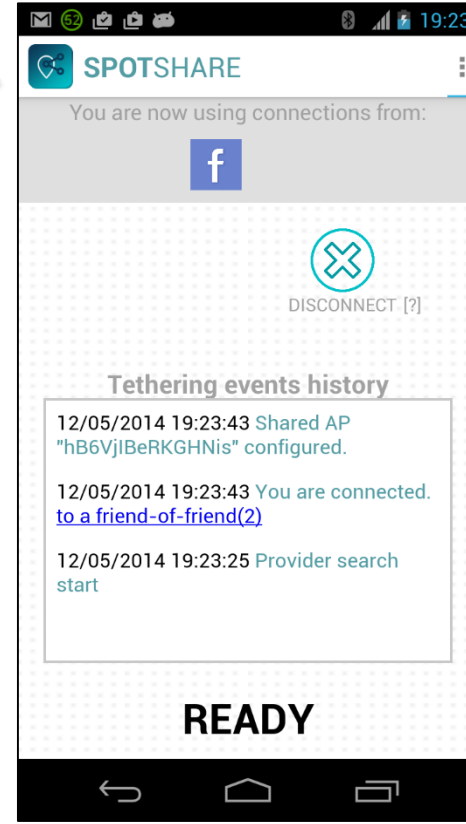 52
19:23
SPOTSHARE
You are now using connections from:
f
DISCONNECT [?]
Tethering events history
12/05/2014 19:23:43 Shared AP
"hB6VjIBeRKGHNis" configured.
12/05/2014 19:23:43 You are connected.
to a friend-of-friend(2)
12/05/2014 19:23:25 Provider search
start
READY